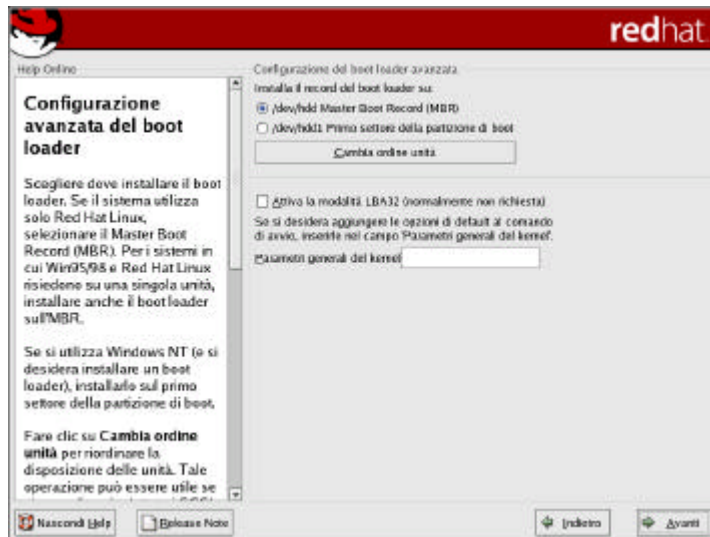 redhat.
Help Online
Configurazione
avanzata del boot
loader
Scegliere dove installare il boot
loader. Se il sistema utilizza
solo Red Hat Linux,
selezionare il Master Boot
Record (MBR). Per i sistemi in
cui Win95/98 e Red Hat Linux
risiedono su una singola unità,
installare anche il boot loader
sull'MBR.
Se si utilizza Windows NT (e si
desidera installare un boot
loader), installarlo sul primo
settore della partizione di boot.
Fare clic su Cambia ordine
unità per riordinare la
disposizione delle unità. Tale
operazione può essere utile se
Configurazione del boot loader avanzata
Installa il record del boot loader su:
/dev/hdd Master Boot Record (MBR)
/dev/hdd1 Primo settore della partizione di boot
Cambia ordine unità
Attiva la modalità LBA32 (normalmente non richiesta)
Se si desidera aggiungere le opzioni di default al comando
di avvio, inserirle nel campo 'Parametri generali del kernel'.
Parametri generali del kernel
Nascondi Help
Release Note
Indietro
Avanti